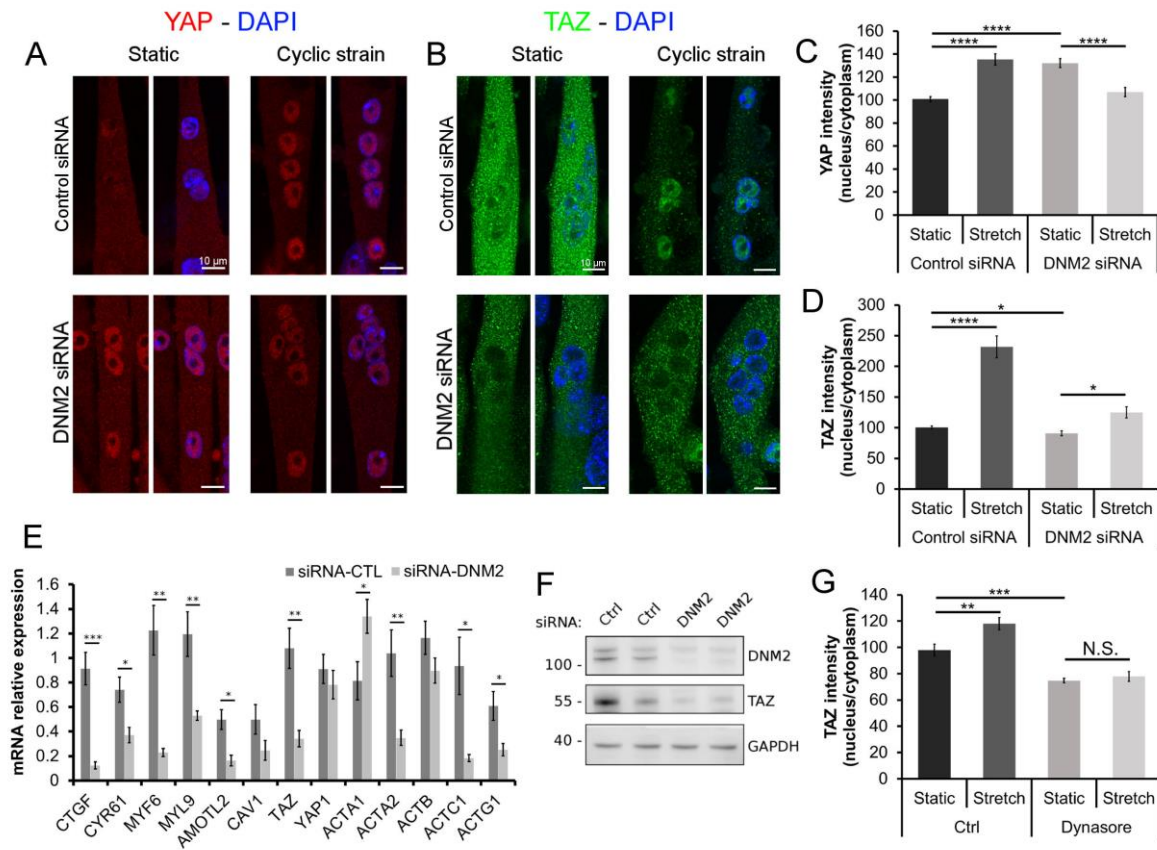 YAP - DAPI
TAZ - DAPI
A
Static
Cyclic strain
Control siRNA
10 µm
DNM2 siRNA
B
Static
Cyclic strain
Control siRNA
10 µm
DNM2 siRNA
C
YAP intensity
(nucleus/cytoplasm)
160
140
120
100
80
60
40
20
0
****
****
****
Static Stretch Static Stretch
Control siRNA DNM2 siRNA
D
TAZ intensity
(nucleus/cytoplasm)
300
250
200
150
100
50
0
*
****
*
Static Stretch Static Stretch
Control siRNA DNM2 siRNA
E
siRNA-CTL siRNA-DNM2
mRNA relative expression
1.6
1.4
1.2
1
0.8
0.6
0.4
0.2
0
*** * ** ** * ** * ** * *
CTGF CYR61 MYF6 MYL9 AMOTL2 CAV1 TAZ YAP1 ACTA1 ACTA2 ACTB ACTC1 ACTG1
F
siRNA: Ctrl Ctrl DNM2 DNM2
100 - DNM2
55 - TAZ
40 - GAPDH
G
TAZ intensity
(nucleus/cytoplasm)
140
120
100
80
60
40
20
0
***
**
N.S.
Static Stretch Static Stretch
Ctrl Dynasore